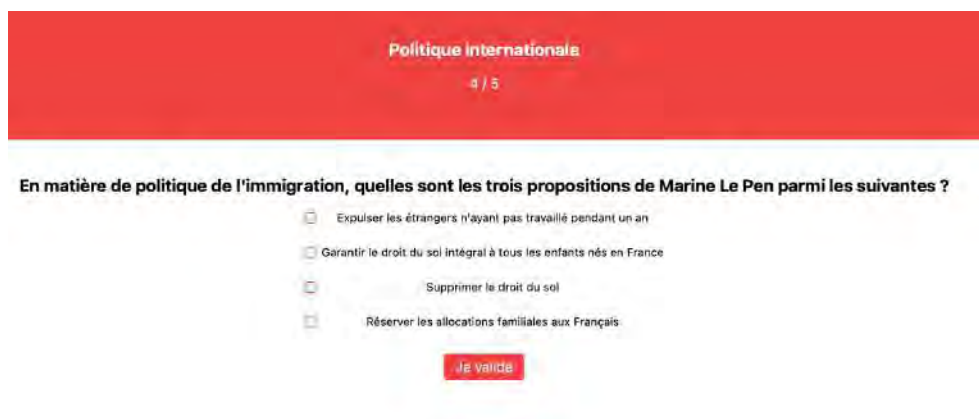 Politique internationale
4 / 5
En matière de politique de l'immigration, quelles sont les trois propositions de Marine Le Pen parmi les suivantes ?
Expulser les étrangers n'ayant pas travaillé pendant un an
Garantir le droit du sol intégral à tous les enfants nés en France
Supprimer le droit du sol
Réserver les allocations familiales aux Français
Je valide